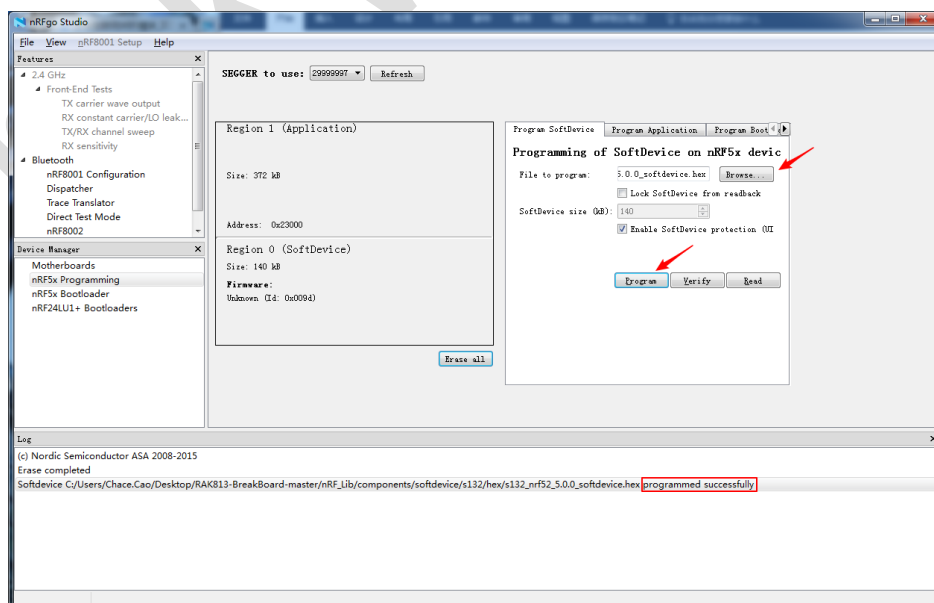 nRFgo Studio
File View nRF8001 Setup Help
Features
2.4 GHz
Front-End Tests
TX carrier wave output
RX constant carrier/LO leak...
TX/RX channel sweep
RX sensitivity
Bluetooth
nRF8001 Configuration
Dispatcher
Trace Translator
Direct Test Mode
nRF8002
Device Manager
Motherboards
nRF5x Programming
nRF5x Bootloader
nRF24LU1+ Bootloaders
SEGGER to use: 29999997 Refresh
Region 1 (Application)
Size: 372 kB
Address: 0x23000
Region 0 (SoftDevice)
Size: 140 kB
Firmware:
Unknown (Id: 0x009d)
Erase all
Program SoftDevice Program Application Program Boot
Programming of SoftDevice on nRF5x devic
File to program: 5.0.0_softdevice.hex Browse...
Lock SoftDevice from readback
SoftDevice size (kB): 140
Enable SoftDevice protection (UI
Program Verify Read
Log
(c) Nordic Semiconductor ASA 2008-2015
Erase completed
Softdevice C:/Users/Chace.Cao/Desktop/RAK813-BreakBoard-master/nRF_Lib/components/softdevice/s132/hex/s132_nrf52_5.0.0_softdevice.hex programmed successfully